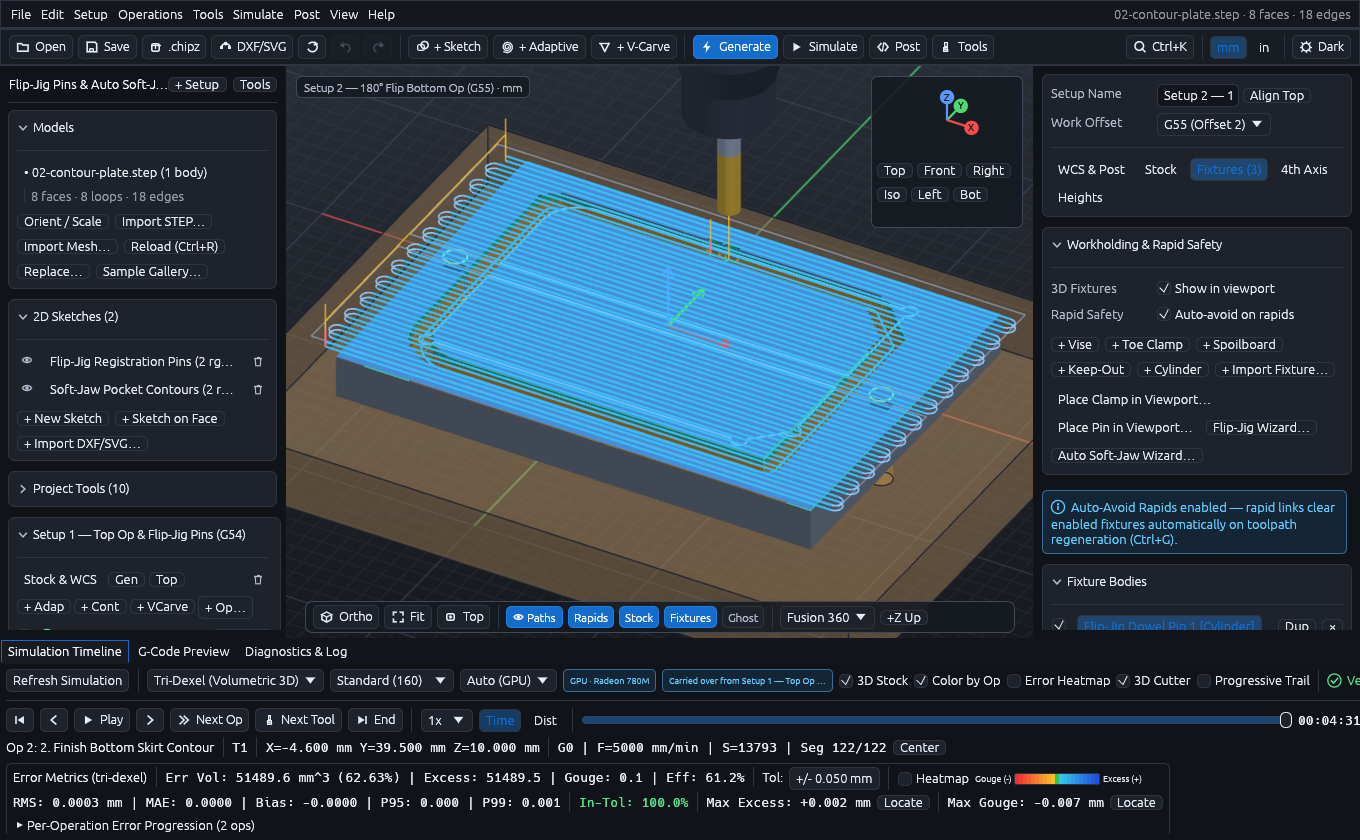 File Edit Setup Operations Tools Simulate Post View Help
02-contour-plate.step · 8 faces · 18 edges
Open Save .chipz DXF/SVG + Sketch + Adaptive + V-Carve Generate Simulate Post Tools Ctrl+K mm in Dark
Flip-Jig Pins & Auto Soft-J... + Setup Tools
Models
• 02-contour-plate.step (1 body)
8 faces · 8 loops · 18 edges
Orient / Scale Import STEP...
Import Mesh... Reload (Ctrl+R)
Replace... Sample Gallery...
2D Sketches (2)
Flip-Jig Registration Pins (2 rg...
Soft-Jaw Pocket Contours (2 r...
+ New Sketch + Sketch on Face
+ Import DXF/SVG...
Project Tools (10)
Setup 1 — Top Op & Flip-Jig Pins (G54)
Stock & WCS Gen Top
+ Adap + Cont + VCarve + Op...
Setup 2 — 180° Flip Bottom Op (G55) · mm
Z Y X
Top Front Right
Iso Left Bot
Ortho Fit Top Paths Rapids Stock Fixtures Ghost Fusion 360 +Z Up
Setup Name Setup 2 — 1 Align Top
Work Offset G55 (Offset 2)
WCS & Post Stock Fixtures (3) 4th Axis
Heights
Workholding & Rapid Safety
3D Fixtures Show in viewport
Rapid Safety Auto-avoid on rapids
+ Vise + Toe Clamp + Spoilboard
+ Keep-Out + Cylinder + Import Fixture...
Place Clamp in Viewport...
Place Pin in Viewport... Flip-Jig Wizard...
Auto Soft-Jaw Wizard...
Auto-Avoid Rapids enabled — rapid links clear
enabled fixtures automatically on toolpath
regeneration (Ctrl+G).
Fixture Bodies
Flip-Jig Dowel Pin 1 [Cylinder] Dup ×
Simulation Timeline G-Code Preview Diagnostics & Log
Refresh Simulation Tri-Dexel (Volumetric 3D) Standard (160) Auto (GPU) GPU · Radeon 780M Carried over from Setup 1 — Top Op ... 3D Stock Color by Op Error Heatmap 3D Cutter Progressive Trail Ve
Play Next Op Next Tool End 1x Time Dist 00:04:31
Op 2: 2. Finish Bottom Skirt Contour T1 X=-4.600 mm Y=39.500 mm Z=10.000 mm G0 | F=5000 mm/min | S=13793 | Seg 122/122 Center
Error Metrics (tri-dexel) Err Vol: 51489.6 mm^3 (62.63%) | Excess: 51489.5 | Gouge: 0.1 | Eff: 61.2% Tol: +/- 0.050 mm Heatmap Gouge (-) Excess (+)
RMS: 0.0003 mm | MAE: 0.0000 | Bias: -0.0000 | P95: 0.000 | P99: 0.001 In-Tol: 100.0% Max Excess: +0.002 mm Locate Max Gouge: -0.007 mm Locate
Per-Operation Error Progression (2 ops)